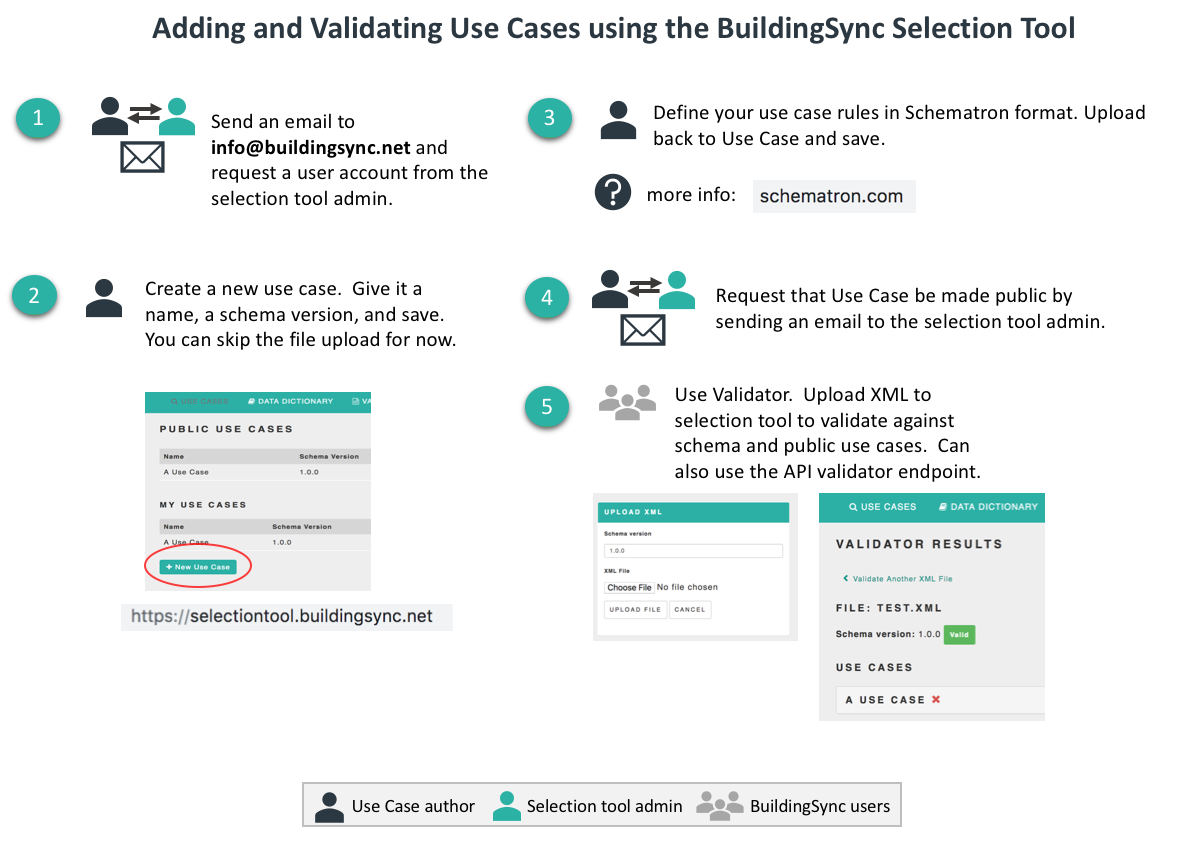 Adding and Validating Use Cases using the BuildingSync Selection Tool
1
Send an email to
info@buildingsync.net and
request a user account from the
selection tool admin.
2
Create a new use case. Give it a
name, a schema version, and save.
You can skip the file upload for now.
USE CASES DATA DICTIONARY VA
PUBLIC USE CASES
Name Schema Version
A Use Case 1.0.0
MY USE CASES
Name Schema Version
A Use Case 1.0.0
+ New Use Case
https://selectiontool.buildingsync.net
3
Define your use case rules in Schematron format. Upload
back to Use Case and save.
? more info: schematron.com
4
Request that Use Case be made public by
sending an email to the selection tool admin.
5
Use Validator. Upload XML to
selection tool to validate against
schema and public use cases. Can
also use the API validator endpoint.
UPLOAD XML
Schema version
1.0.0
XML File
Choose File No file chosen
UPLOAD FILE CANCEL
USE CASES DATA DICTIONARY
VALIDATOR RESULTS
Validate Another XML File
FILE: TEST.XML
Schema version: 1.0.0 Valid
USE CASES
A USE CASE
Use Case author Selection tool admin BuildingSync users